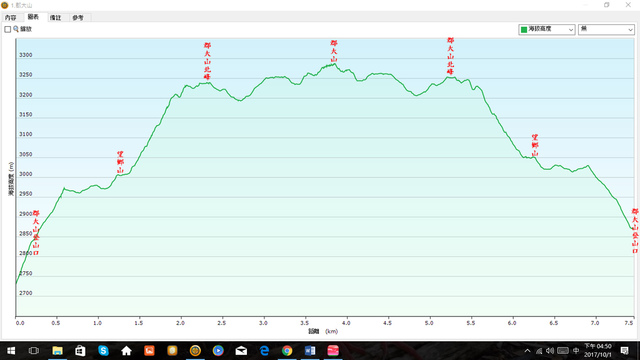 1.郡大山
內容 圖表 備註 參考
縮放
海拔高度
無
郡大山北峰
郡大山
郡大山北峰
望鄉山
望鄉山
郡大山登山口
郡大山登山口
海拔高度 (m)
3300
3250
3200
3150
3100
3050
3000
2950
2900
2850
2800
2750
2700
0.0 0.5 1.0 1.5 2.0 2.5 3.0 3.5 4.0 4.5 5.0 5.5 6.0 6.5 7.0 7.5
距離 (km)
中
下午 04:50
2017/10/1